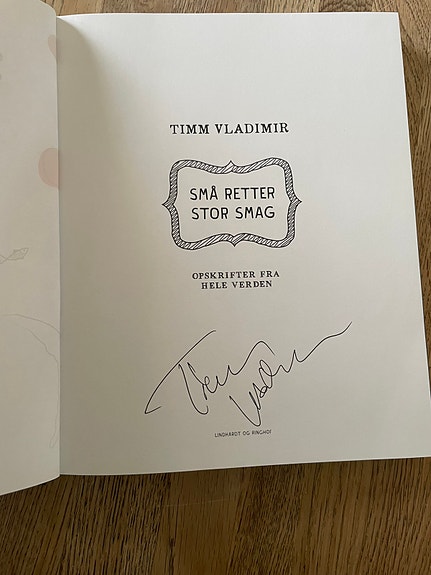 TIMM VLADIMIR
SMÅ RETTER
STOR SMAG
OPSKRIFTER FRA
HELE VERDEN
LINDHARDT OG RINGHOF